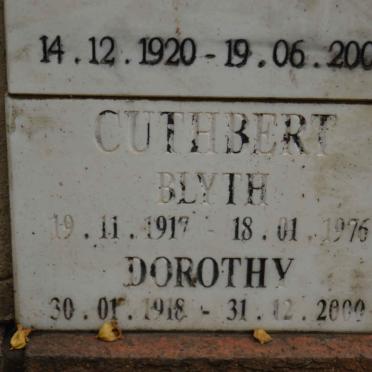 14.12.1920 - 19.06.200
CUTHBERT
BLYTH
19.11.1917 - 18.01.1976
DOROTHY
30.01.1918 - 31.12.2000